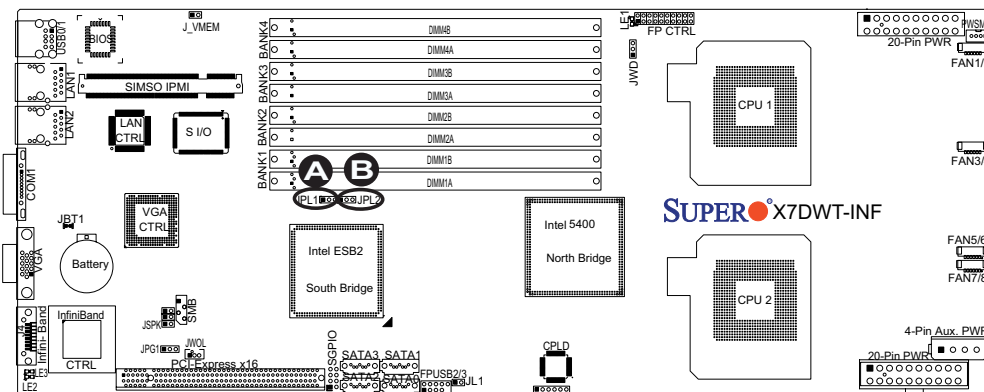 USB0/1
BIOS
J_VMEM
BANK4
DIMM4B
DIMM4A
BANK3
DIMM3B
DIMM3A
BANK2
DIMM2B
DIMM2A
BANK1
DIMM1B
DIMM1A
LE1
FP CTRL
JWD
20-Pin PWR
FAN1/
FAN3/
LAN1
SIMSO IPMI
LAN2
LAN
CTRL
S I/O
CPU 1
A
B
JPL1
JPL2
COM1
JBT1
VGA
CTRL
Battery
VGA
Intel ESB2
South Bridge
Intel 5400
North Bridge
SUPER X7DWT-INF
CPU 2
FAN5/6
FAN7/8
4-Pin Aux. PWR
20-Pin PWR
J4
Infini- Band
InfiniBand
CTRL
JSPK
SMB
JPG1
JWOL
PCI-Express x16
SGPIO
SATA3
SATA1
FPUSB2/3
JL1
CPLD
LE3
LE2